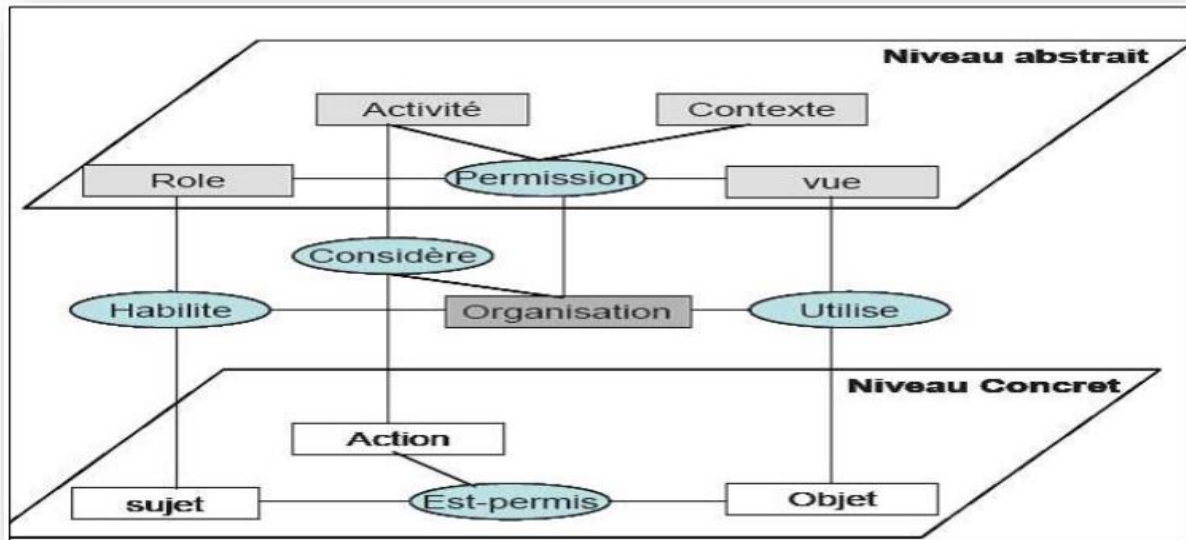 Niveau abstrait
Activité
Contexte
Role
Permission
vue
Considère
Habilite
Organisation
Utilise
Niveau Concret
Action
sujet
Est-permis
Objet